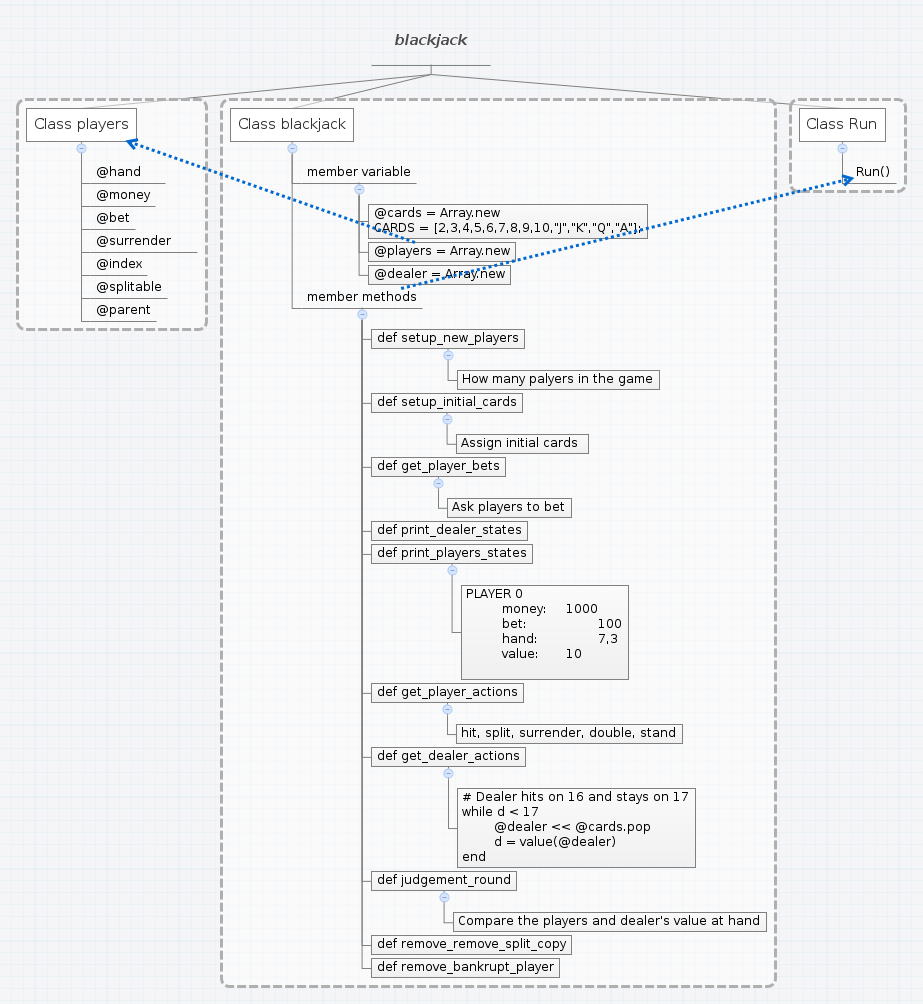 blackjack
Class players
@hand
@money
@bet
@surrender
@index
@splitable
@parent
Class blackjack
member variable
@cards = Array.new
CARDS = [2,3,4,5,6,7,8,9,10,"J","K","Q","A"];
@players = Array.new
@dealer = Array.new
member methods
def setup_new_players
How many palyers in the game
def setup_initial_cards
Assign initial cards
def get_player_bets
Ask players to bet
def print_dealer_states
def print_players_states
PLAYER 0
money: 1000
bet: 100
hand: 7,3
value: 10
def get_player_actions
hit, split, surrender, double, stand
def get_dealer_actions
# Dealer hits on 16 and stays on 17
while d < 17
@dealer << @cards.pop
d = value(@dealer)
end
def judgement_round
Compare the players and dealer's value at hand
def remove_remove_split_copy
def remove_bankrupt_player
Class Run
Run()